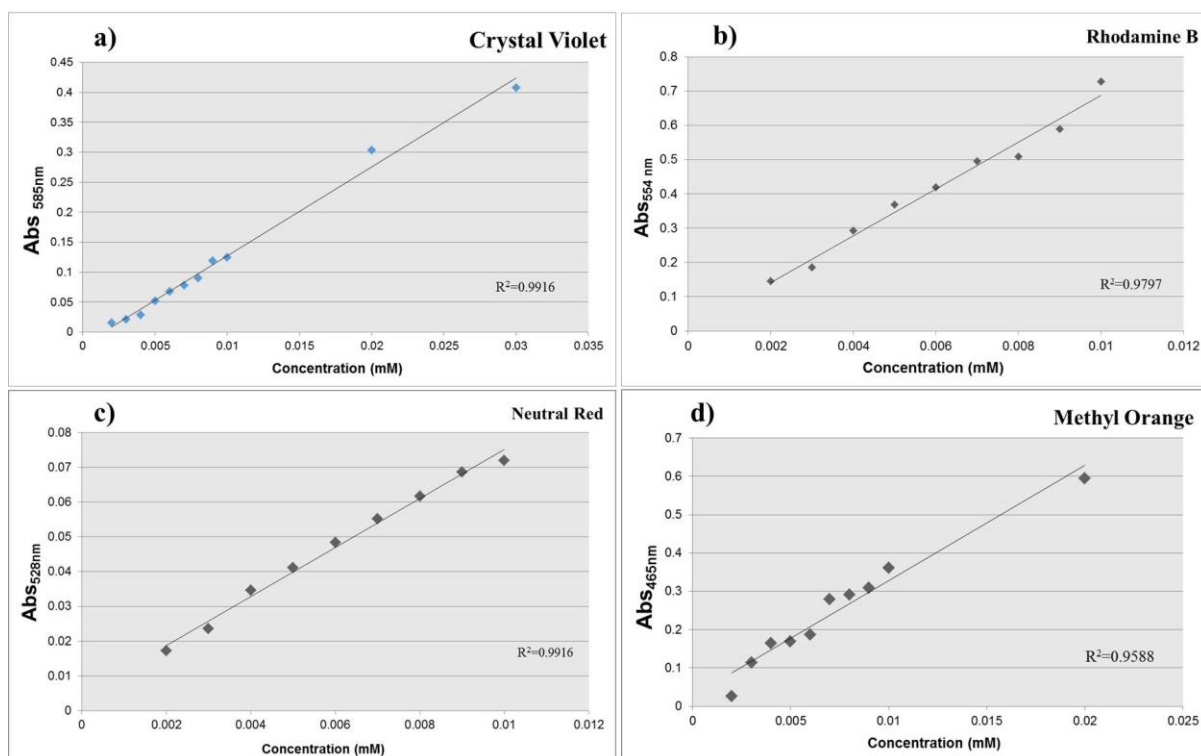 a)
Crystal Violet
0.45
0.4
0.35
0.3
0.25
0.2
0.15
0.1
0.05
0
Abs 585nm
R²=0.9916
0 0.005 0.01 0.015 0.02 0.025 0.03 0.035
Concentration (mM)
b)
Rhodamine B
0.8
0.7
0.6
0.5
0.4
0.3
0.2
0.1
0
Abs554 nm
R²=0.9797
0 0.002 0.004 0.006 0.008 0.01 0.012
Concentration (mM)
c)
Neutral Red
0.08
0.07
0.06
0.05
0.04
0.03
0.02
0.01
0
Abs528nm
R²=0.9916
0 0.002 0.004 0.006 0.008 0.01 0.012
Concentration (mM)
d)
Methyl Orange
0.7
0.6
0.5
0.4
0.3
0.2
0.1
0
Abs465nm
R²=0.9588
0 0.005 0.01 0.015 0.02 0.025
Concentration (mM)